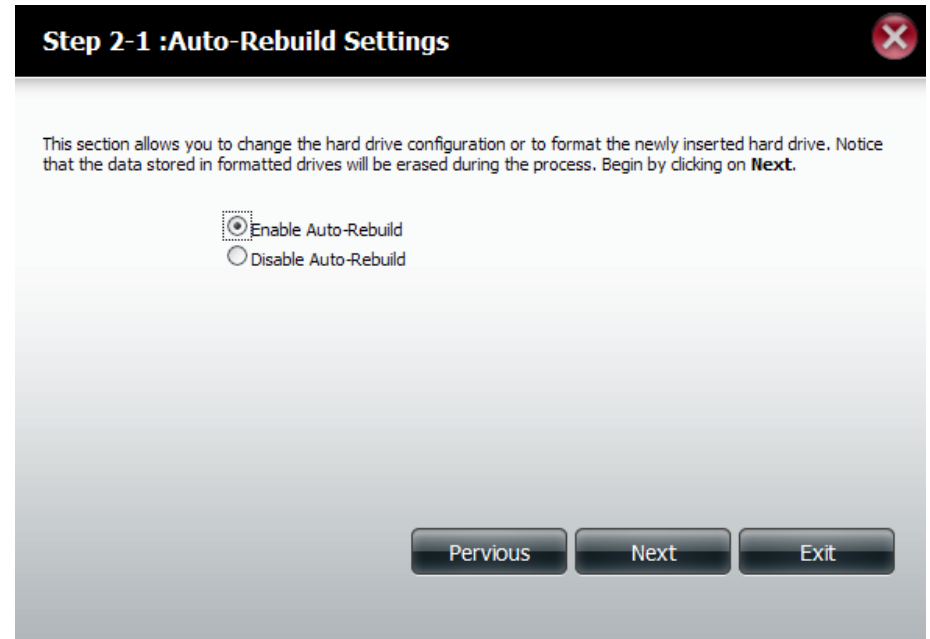 Step 2-1 :Auto-Rebuild Settings
This section allows you to change the hard drive configuration or to format the newly inserted hard drive. Notice
that the data stored in formatted drives will be erased during the process. Begin by clicking on Next.
Enable Auto-Rebuild
Disable Auto-Rebuild
Pervious Next Exit